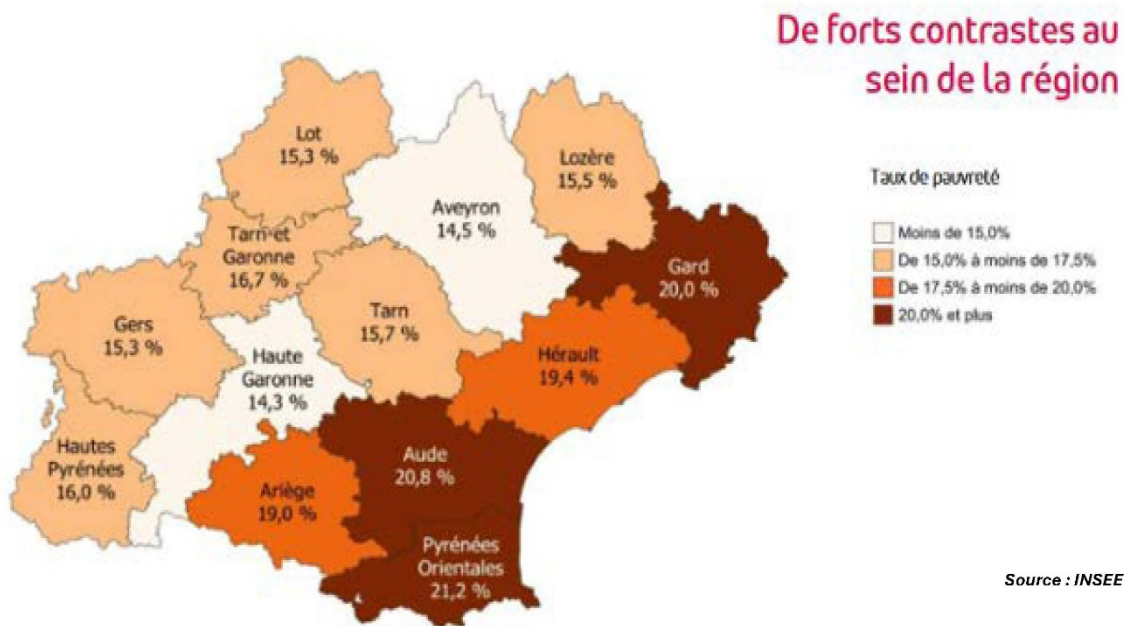 De forts contrastes au
sein de la région
Lot
15,3 %
Lozère
15,5 %
Aveyron
14,5 %
Tarn-et
Garonne
16,7 %
Gard
20,0 %
Gers
15,3 %
Tarn
15,7 %
Haute
Garonne
14,3 %
Hérault
19,4 %
Hautes
Pyrénées
16,0 %
Aude
20,8 %
Ariège
19,0 %
Pyrénées
Orientales
21,2 %
Taux de pauvreté
Moins de 15,0%
De 15,0% à moins de 17,5%
De 17,5% à moins de 20,0%
20,0% et plus
Source : INSEE